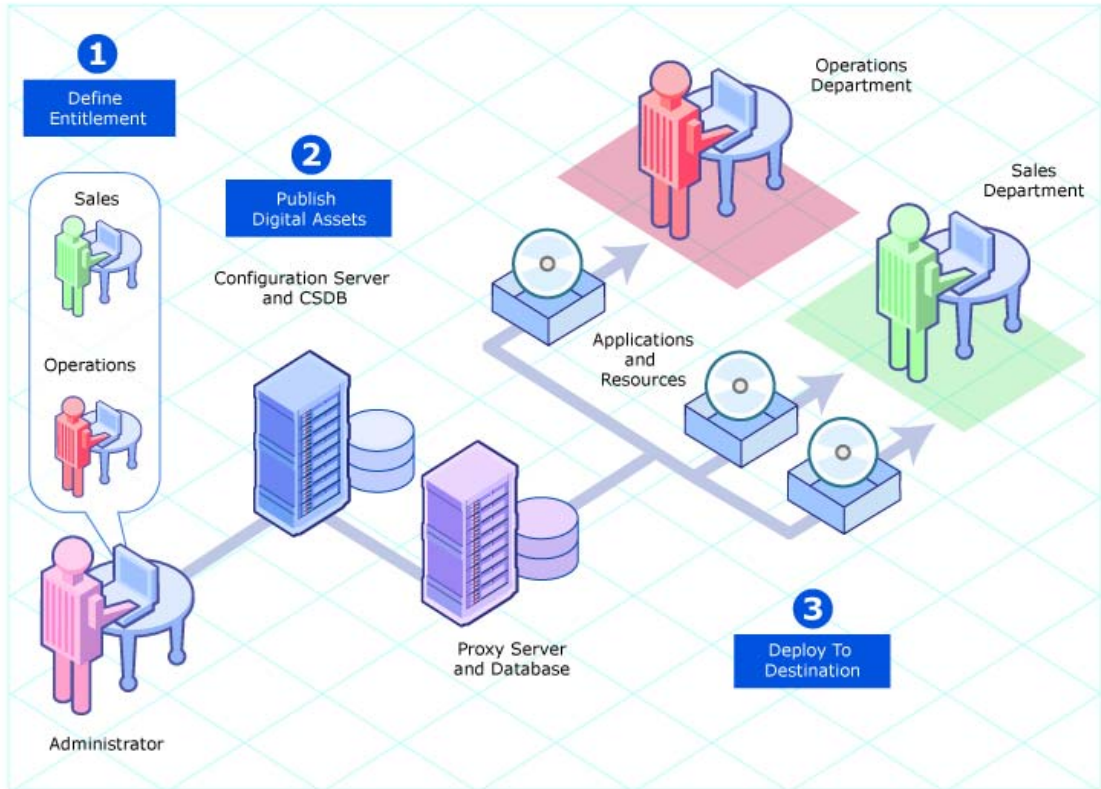 1
Define
Entitlement
Sales
Operations
Administrator
2
Publish
Digital Assets
Configuration Server
and CSDB
Proxy Server
and Database
Applications
and
Resources
Operations
Department
Sales
Department
3
Deploy To
Destination